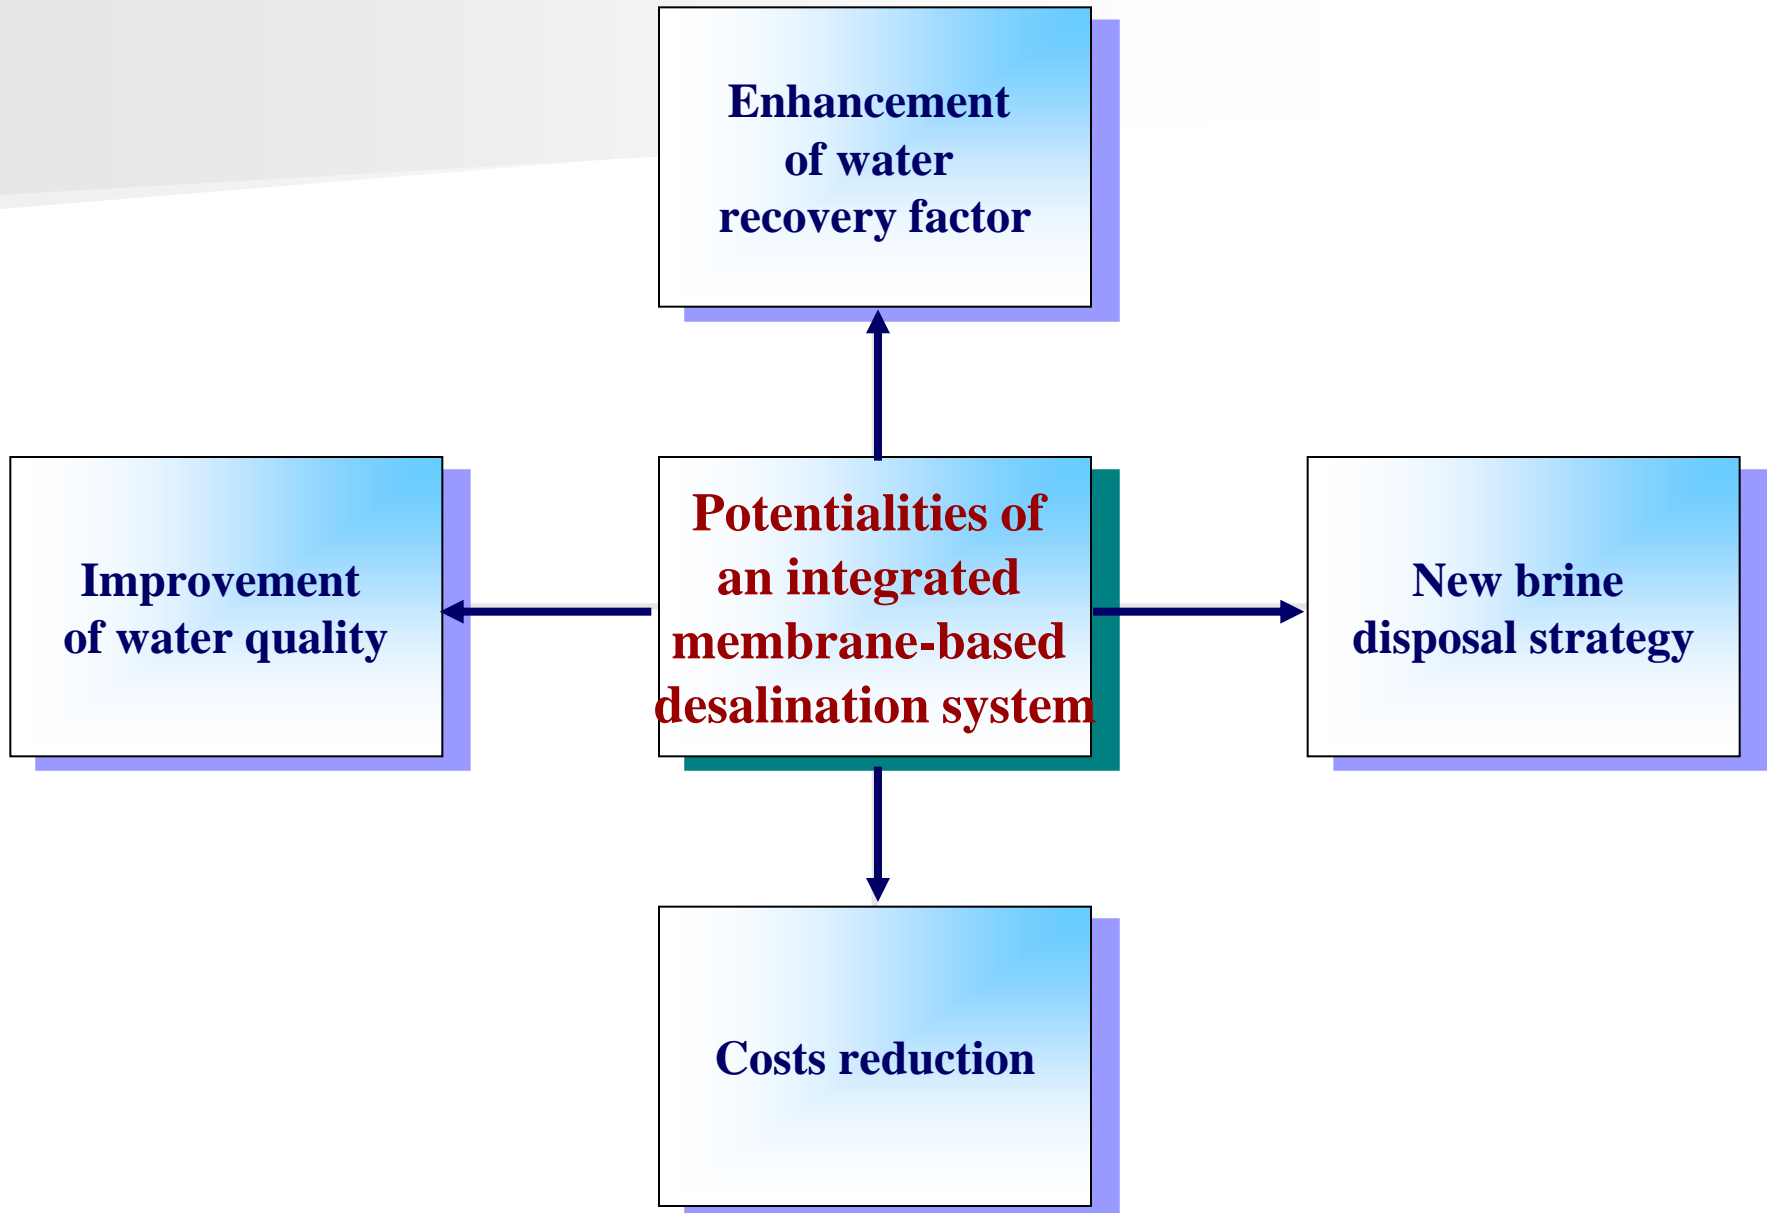 Enhancement
of water
recovery factor
Improvement
of water quality
Potentialities of
an integrated
membrane-based
desalination system
New brine
disposal strategy
Costs reduction